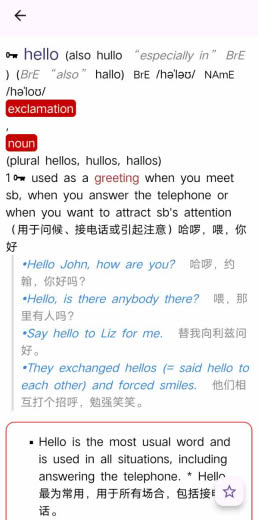 hello (also hullo "especially in" BrE
) (BrE "also" hallo) BrE /həˈləʊ/ NAmE
/həˈloʊ/
exclamation
,
noun
(plural hellos, hullos, hallos)
1 used as a greeting when you meet
sb, when you answer the telephone or
when you want to attract sb's attention
（用于问候、接电话或引起注意）哈啰，喂，你
好
•Hello John, how are you? 哈啰，约
翰，你好吗？
•Hello, is there anybody there? 喂，那
里有人吗？
•Say hello to Liz for me. 替我向利兹问
好。
•They exchanged hellos (= said hello to
each other) and forced smiles. 他们相
互打个招呼，勉强笑笑。
▪ Hello is the most usual word and
is used in all situations, including
answering the telephone. * Hello
最为常用，用于所有场合，包括接
话。